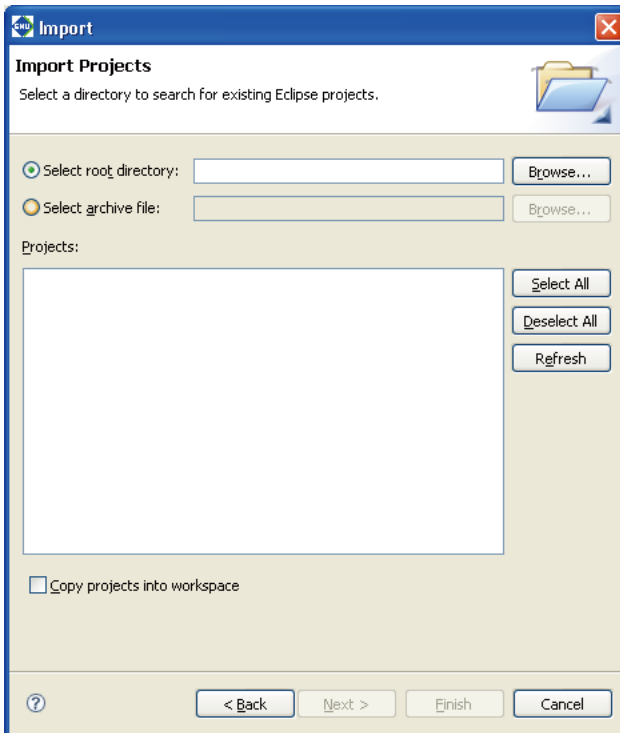 EMU Import
Import Projects
Select a directory to search for existing Eclipse projects.
Select root directory: Browse...
Select archive file: Browse...
Projects:
Select All
Deselect All
Refresh
Copy projects into workspace
? < Back Next > Finish Cancel